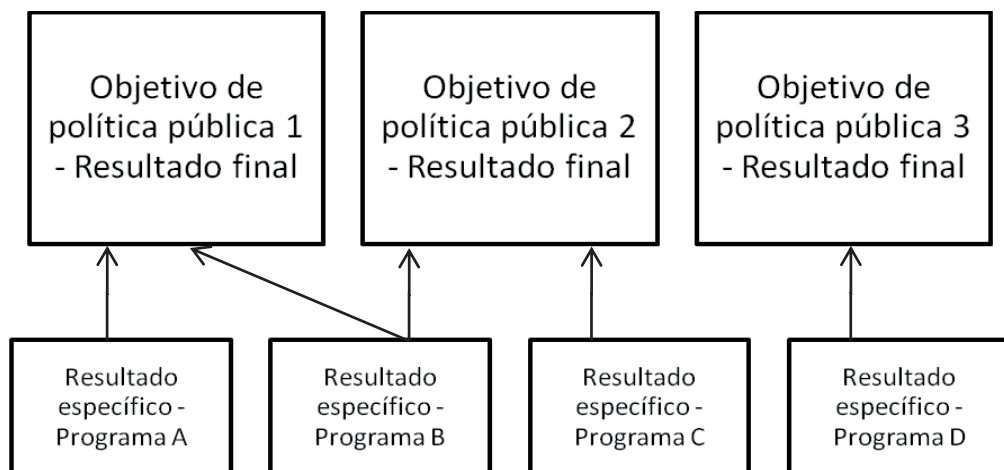 Objetivo de
política pública 1
- Resultado final
Objetivo de
política pública 2
- Resultado final
Objetivo de
política pública 3
- Resultado final
Resultado
específico -
Programa A
Resultado
específico -
Programa B
Resultado
específico -
Programa C
Resultado
específico -
Programa D